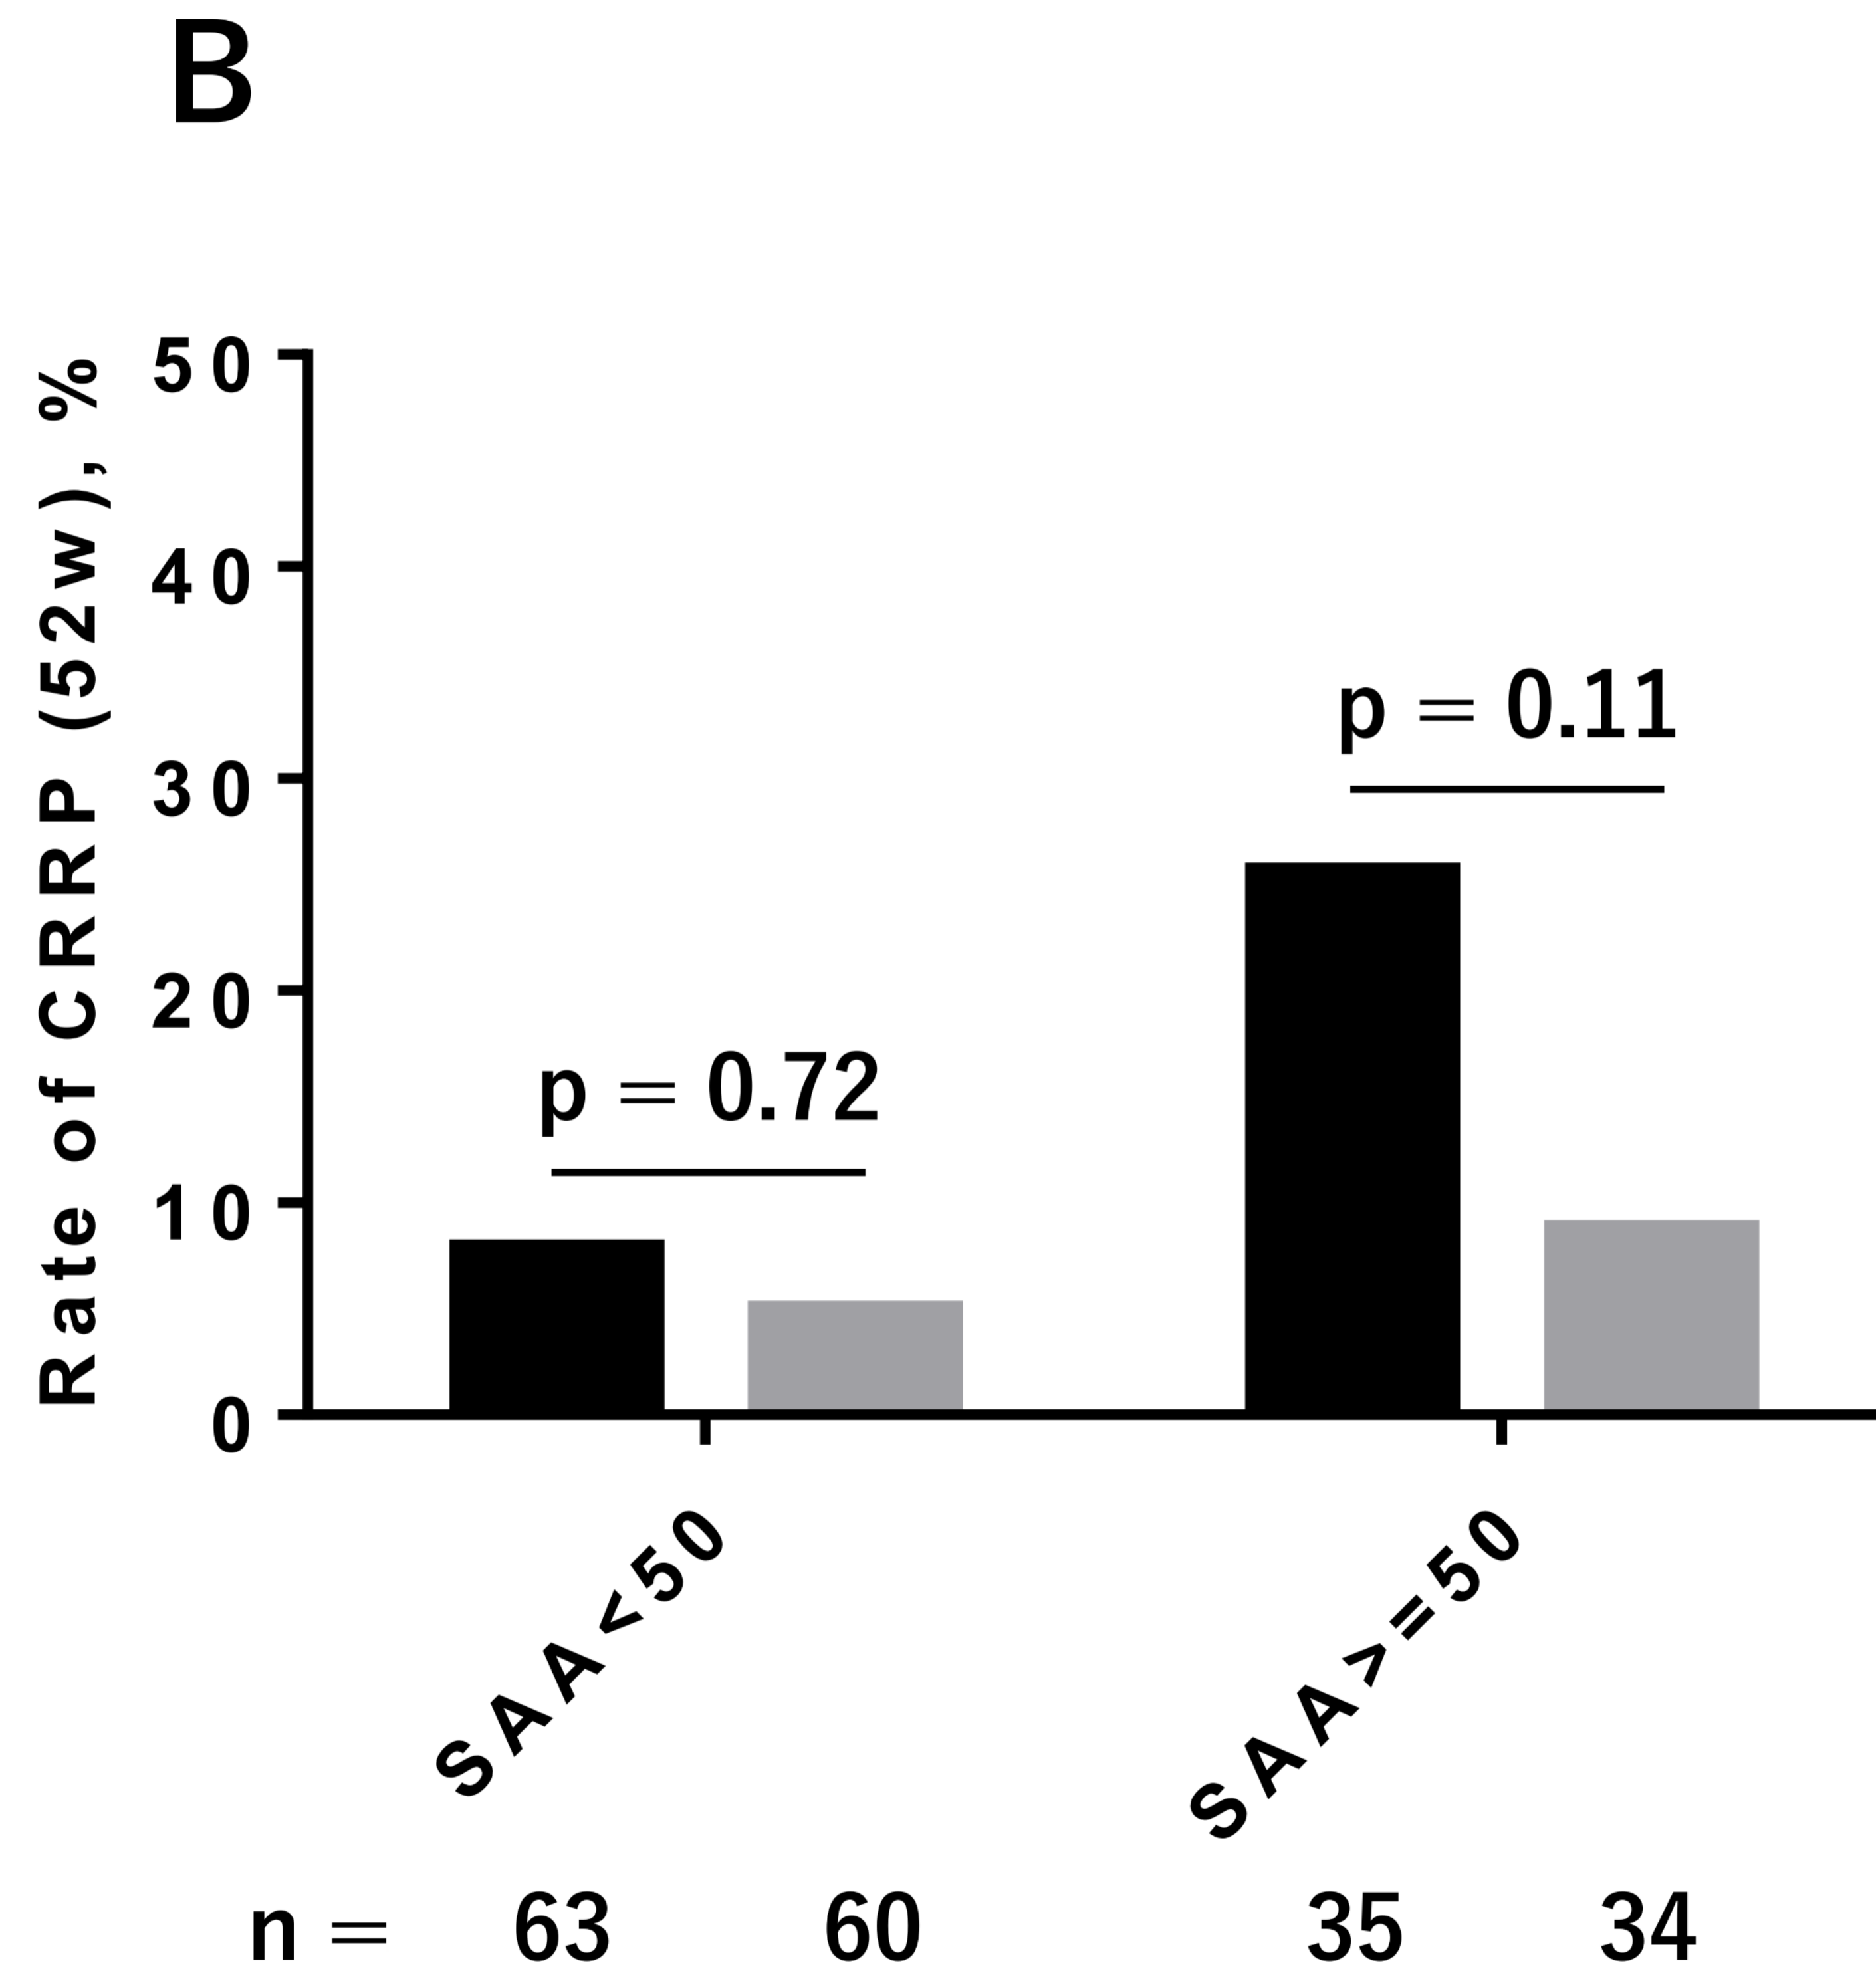 B
Rate of CRRP (52w), %
50
40
30
20
10
0
p = 0.72
p = 0.11
SAA<50
SAA>=50
n = 63 60 35 34